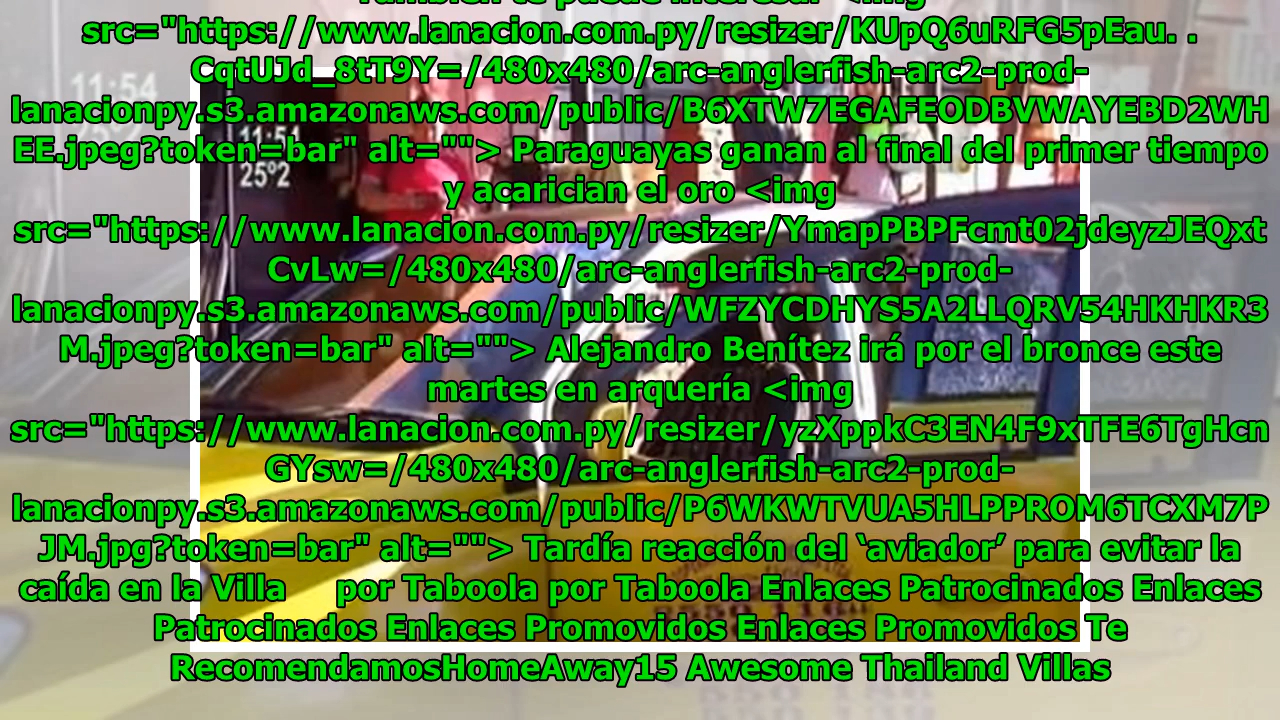 src="https://www.lanacion.com.py/resizer/KUpQ6uRFG5pEau. .
CqtUJd_8tT9Y=/480x480/arc-anglerfish-arc2-prod-
lanacionpy.s3.amazonaws.com/public/B6XTW7EGAFEODBVWAYEBD2WH
EE.jpeg?token=bar" alt=""> Paraguayas ganan al final del primer tiempo
y acarician el oro <img
src="https://www.lanacion.com.py/resizer/YmapPBPFcmt02jdeyzJEQxt
CvLw=/480x480/arc-anglerfish-arc2-prod-
lanacionpy.s3.amazonaws.com/public/WFZYCDHYS5A2LLQRV54HKHKR3
M.jpeg?token=bar" alt=""> Alejandro Benítez irá por el bronce este
martes en arquería <img
src="https://www.lanacion.com.py/resizer/yzXppkC3EN4F9xTFE6TgHcn
GYsw=/480x480/arc-anglerfish-arc2-prod-
lanacionpy.s3.amazonaws.com/public/P6WKWTVUA5HLPPROM6TCXM7P
JM.jpg?token=bar" alt=""> Tardía reacción del ‘aviador’ para evitar la
caída en la Villa     por Taboola por Taboola Enlaces Patrocinados Enlaces
Patrocinados Enlaces Promovidos Enlaces Promovidos Te
RecomendamosHomeAway15 Awesome Thailand Villas
11:54
25º2